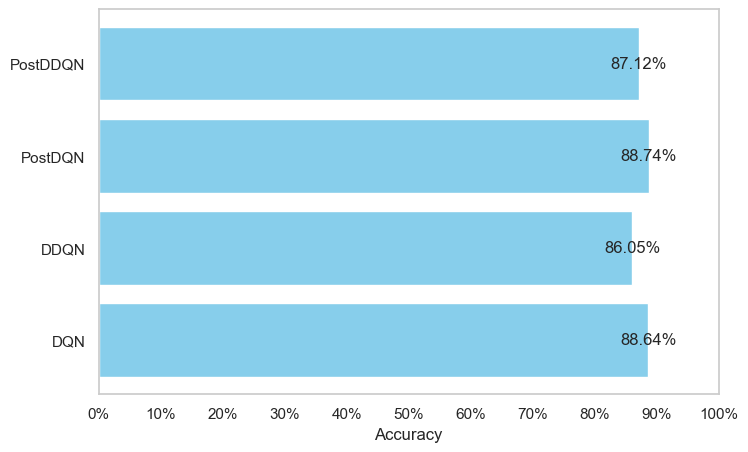 PostDDQN
87.12%
PostDQN
88.74%
DDQN
86.05%
DQN
88.64%
0% 10% 20% 30% 40% 50% 60% 70% 80% 90% 100%
Accuracy